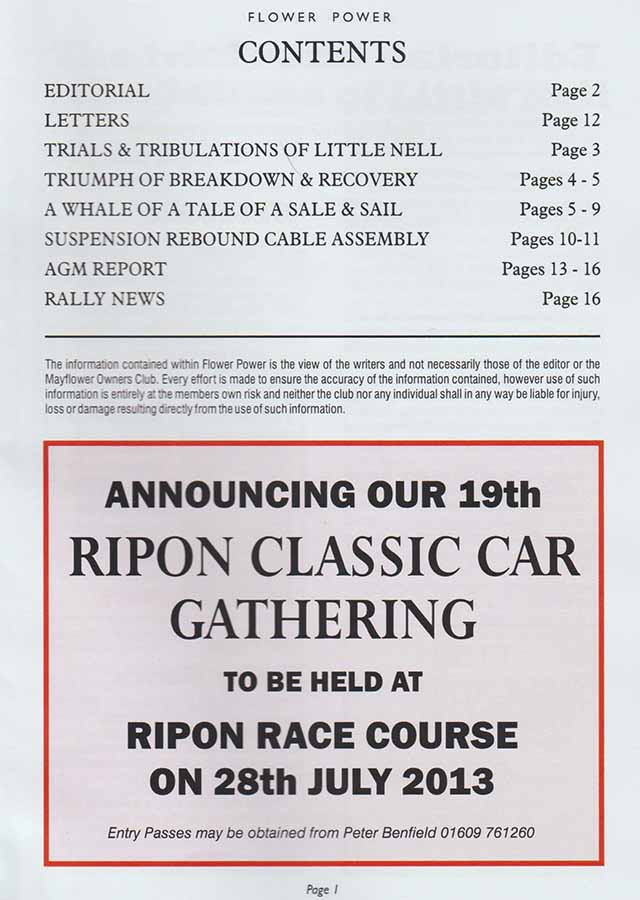 FLOWER POWER
CONTENTS
EDITORIAL Page 2
LETTERS Page 12
TRIALS & TRIBULATIONS OF LITTLE NELL Page 3
TRIUMPH OF BREAKDOWN & RECOVERY Pages 4 - 5
A WHALE OF A TALE OF A SALE & SAIL Pages 5 - 9
SUSPENSION REBOUND CABLE ASSEMBLY Pages 10-11
AGM REPORT Pages 13 - 16
RALLY NEWS Page 16
The information contained within Flower Power is the view of the writers and not necessarily those of the editor or the
Mayflower Owners Club. Every effort is made to ensure the accuracy of the information contained, however use of such
information is entirely at the members own risk and neither the club nor any individual shall in any way be liable for injury,
loss or damage resulting directly from the use of such information.
ANNOUNCING OUR 19th
RIPON CLASSIC CAR
GATHERING
TO BE HELD AT
RIPON RACE COURSE
ON 28th JULY 2013
Entry Passes may be obtained from Peter Benfield 01609 761260
Page 1